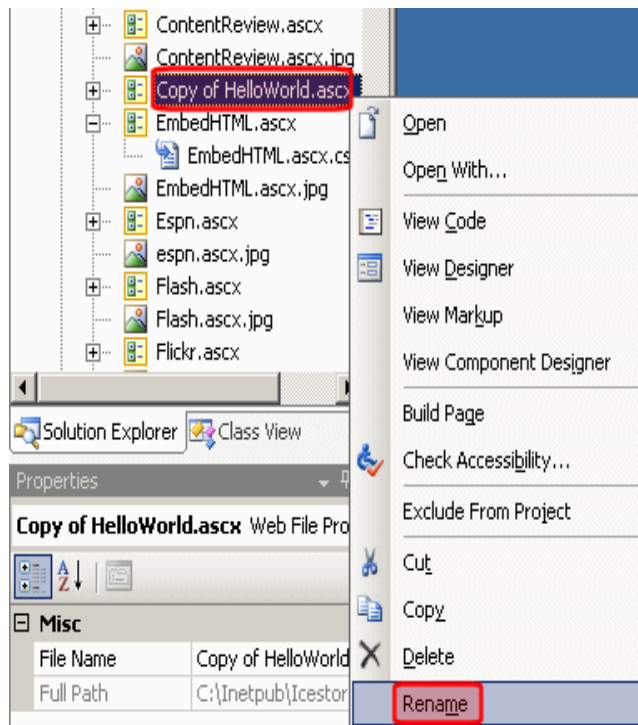 ContentReview.ascx
ContentReview.ascx.jpg
Copy of HelloWorld.ascx
EmbedHTML.ascx
EmbedHTML.ascx.cs
EmbedHTML.ascx.jpg
Espn.ascx
espn.ascx.jpg
Flash.ascx
Flash.ascx.jpg
Flickr.ascx
Solution Explorer
Class View
Properties
Copy of HelloWorld.ascx Web File Pro
Misc
File Name Copy of HelloWorld
Full Path C:\Inetpub\Icestor
Open
Open With...
View Code
View Designer
View Markup
View Component Designer
Build Page
Check Accessibility...
Exclude From Project
Cut
Copy
Delete
Rename